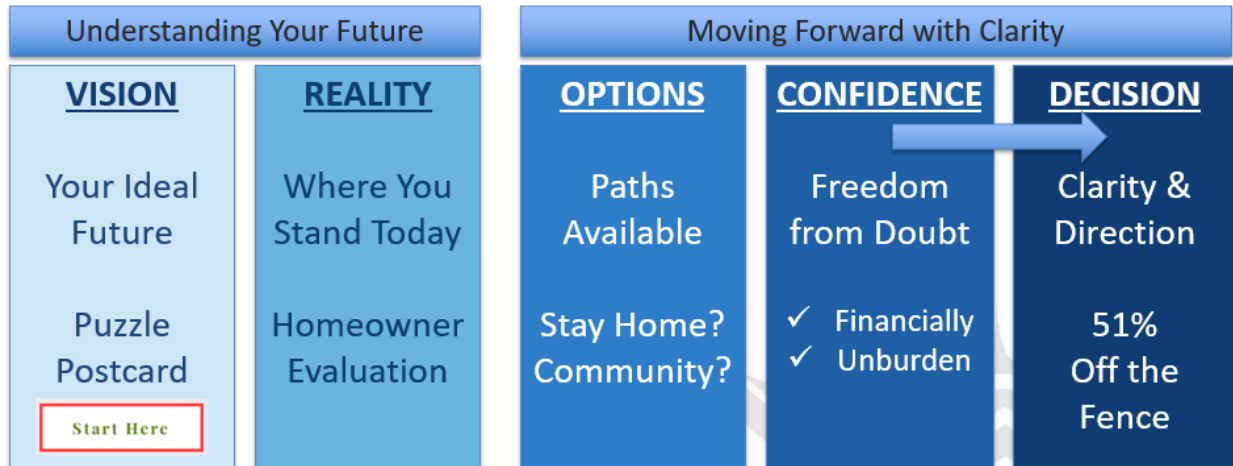 Understanding Your Future
Moving Forward with Clarity
VISION
Your Ideal
Future
Puzzle
Postcard
Start Here
REALITY
Where You
Stand Today
Homeowner
Evaluation
OPTIONS
Paths
Available
Stay Home?
Community?
CONFIDENCE
Freedom
from Doubt
✓ Financially
✓ Unburden
DECISION
Clarity &
Direction
51%
Off the
Fence